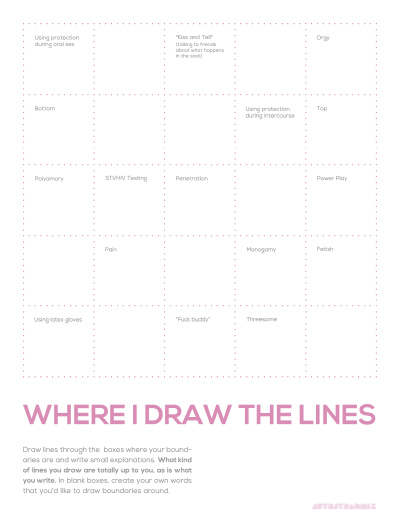 Using protection
during oral sex
"Kiss and Tell"
(talking to friends
about what happens
in the sack)
Orgy
Bottom
Using protection
during intercourse
Top
Polyamory
STI/HIV Testing
Penetration
Power Play
Pain
Monogamy
Fetish
Using latex gloves
"Fuck buddy"
Threesome
WHERE I DRAW THE LINES
Draw lines through the boxes where your bound-
aries are and write small explanations. What kind
of lines you draw are totally up to you, as is what
you write. In blank boxes, create your own words
that you'd like to draw boundaries around.